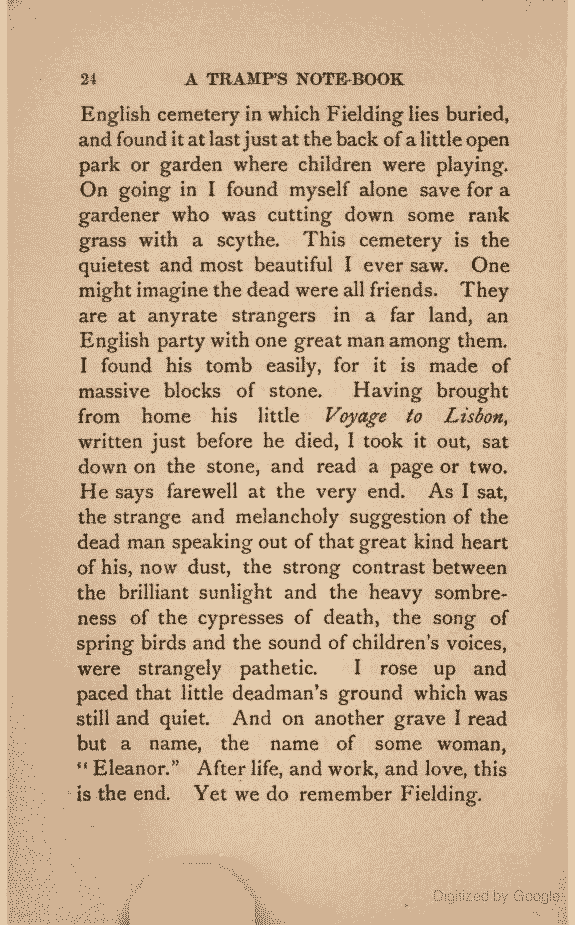 24 A TRAMP'S NOTE-BOOK
English cemetery in which Fielding lies buried,
and found it at last just at the back of a little open
park or garden where children were playing.
On going in I found myself alone save for a
gardener who was cutting down some rank
grass with a scythe. This cemetery is the
quietest and most beautiful I ever saw. One
might imagine the dead were all friends. They
are at anyrate strangers in a far land, an
English party with one great man among them.
I found his tomb easily, for it is made of
massive blocks of stone. Having brought
from home his little Voyage to Lisbon,
written just before he died, I took it out, sat
down on the stone, and read a page or two.
He says farewell at the very end. As I sat,
the strange and melancholy suggestion of the
dead man speaking out of that great kind heart
of his, now dust, the strong contrast between
the brilliant sunlight and the heavy sombre-
ness of the cypresses of death, the song of
spring birds and the sound of children's voices,
were strangely pathetic. I rose up and
paced that little deadman's ground which was
still and quiet. And on another grave I read
but a name, the name of some woman,
"Eleanor." After life, and work, and love, this
is the end. Yet we do remember Fielding.
Digitized by Google